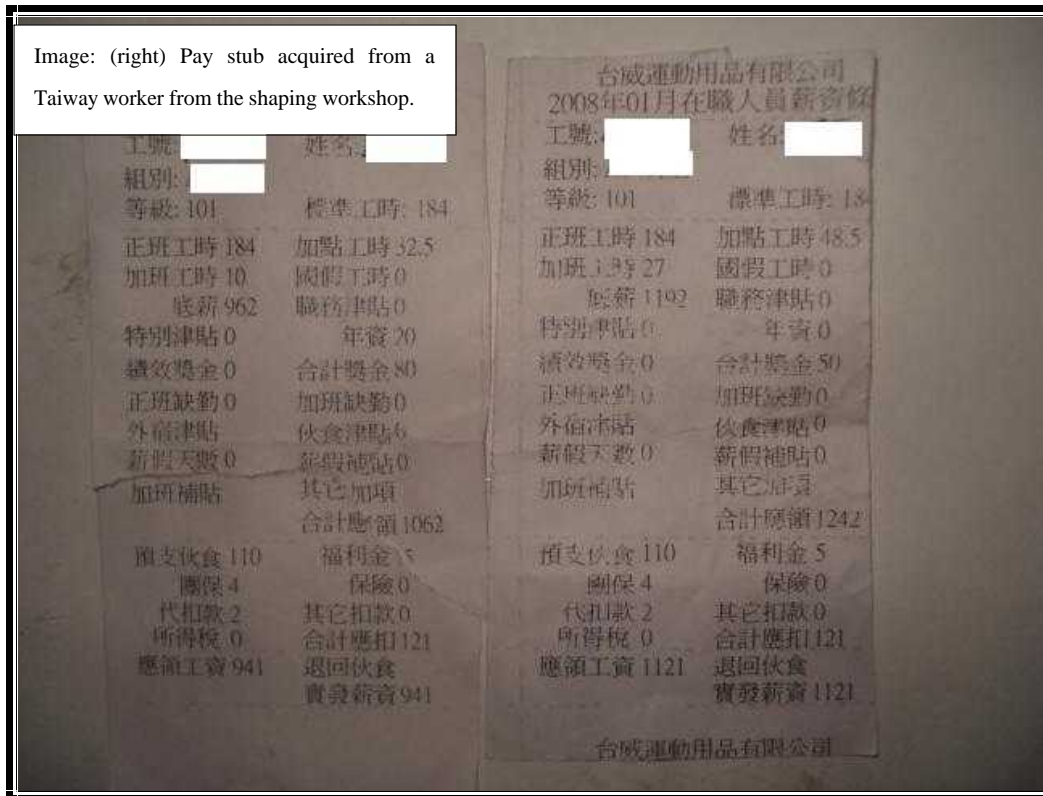 Image: (right) Pay stub acquired from a
Taiway worker from the shaping workshop.
工號:
姓名:
組別:
等級: 101 標準工時: 184
正班工時 184 加點工時 32.5
加班工時 10 國假工時 0
底薪 962 職務津貼 0
特別津貼 0 年資 20
績效獎金 0 合計獎金 80
正班缺勤 0 加班缺勤 0
外宿津貼 伙食津貼
薪假天數 0 薪假補貼 0
加班補貼 其它加項
合計應領 1062
預支伙食 110 福利金 5
團保 4 保險 0
代扣款 2 其它扣款 0
所得稅 0 合計應扣 121
應領工資 941 退回伙食
實發薪資 941
台威運動用品有限公司
2008年01月在職人員薪資條
工號:
姓名:
組別:
等級: 101 標準工時: 184
正班工時 184 加點工時 48.5
加班工時 27 國假工時 0
底薪 1192 職務津貼 0
特別津貼 0 年資 0
績效獎金 0 合計獎金 50
正班缺勤 0 加班缺勤 0
外宿津貼 伙食津貼 0
薪假天數 0 薪假補貼 0
加班補貼 其它加項
合計應領 1242
預支伙食 110 福利金 5
團保 4 保險 0
代扣款 2 其它扣款 0
所得稅 0 合計應扣 121
應領工資 1121 退回伙食
實發薪資 1121
台威運動用品有限公司